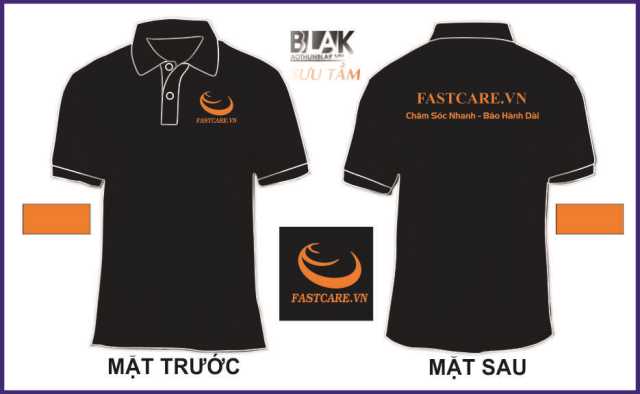 BLAK
AOTHUNBLAK
SƯU TẦM
FASTCARE.VN
FASTCARE.VN
Chăm Sóc Nhanh - Bảo Hành Dài
FASTCARE.VN
MẶT TRƯỚC
MẶT SAU